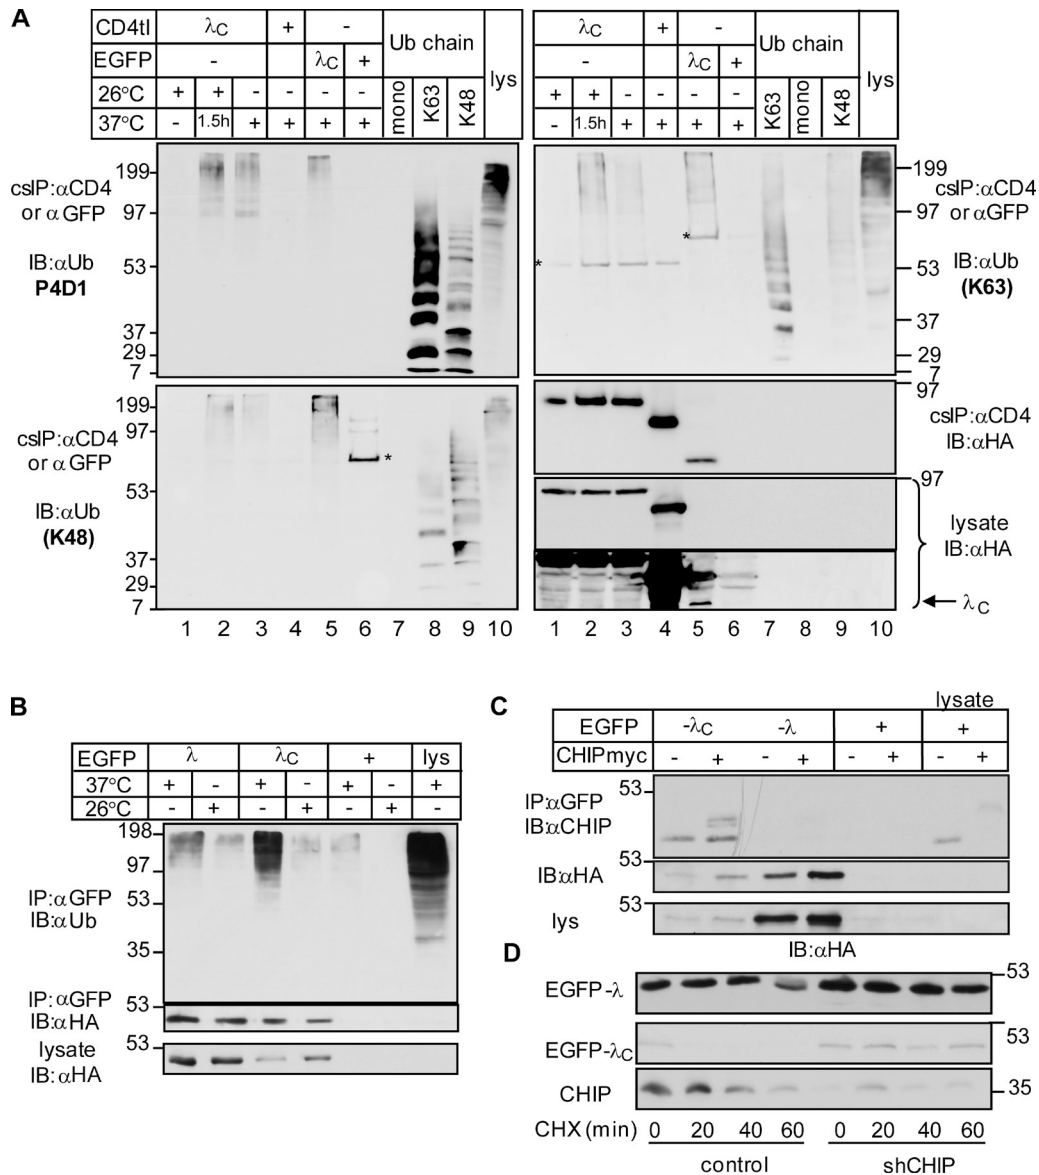 A
CD4tl λC + - Ub chain lys
EGFP - λC +
26°C + + - - - -
37°C - 1.5h + + + +
mono K63 K48
199
97
53
37
29
7
csIP:αCD4
or αGFP
IB:αUb
P4D1
199
97
53
37
29
7
csIP:αCD4
or αGFP
IB:αUb
(K48)
*
1 2 3 4 5 6 7 8 9 10
λC + - Ub chain lys
- λC +
+ + - - - -
- 1.5h + + + +
K63 mono K48
*
*
199
97
53
37
29
7
csIP:αCD4
or αGFP
IB:αUb
(K63)
97
csIP:αCD4
IB:αHA
97
lysate
IB:αHA
λC
1 2 3 4 5 6 7 8 9 10
B
EGFP λ λC + lys
37°C + - + - + - +
26°C - + - + - + -
198
97
53
35
IP:αGFP
IB:αUb
IP:αGFP
IB:αHA
53
lysate
IB:αHA
53
C
lysate
EGFP -λC -λ + +
CHIPmyc - + - + - + - +
IP:αGFP
IB:αCHIP
53
IB:αHA
53
lys
53
IB:αHA
D
EGFP-λ
53
EGFP-λC
53
CHIP
35
CHX (min) 0 20 40 60 0 20 40 60
control shCHIP